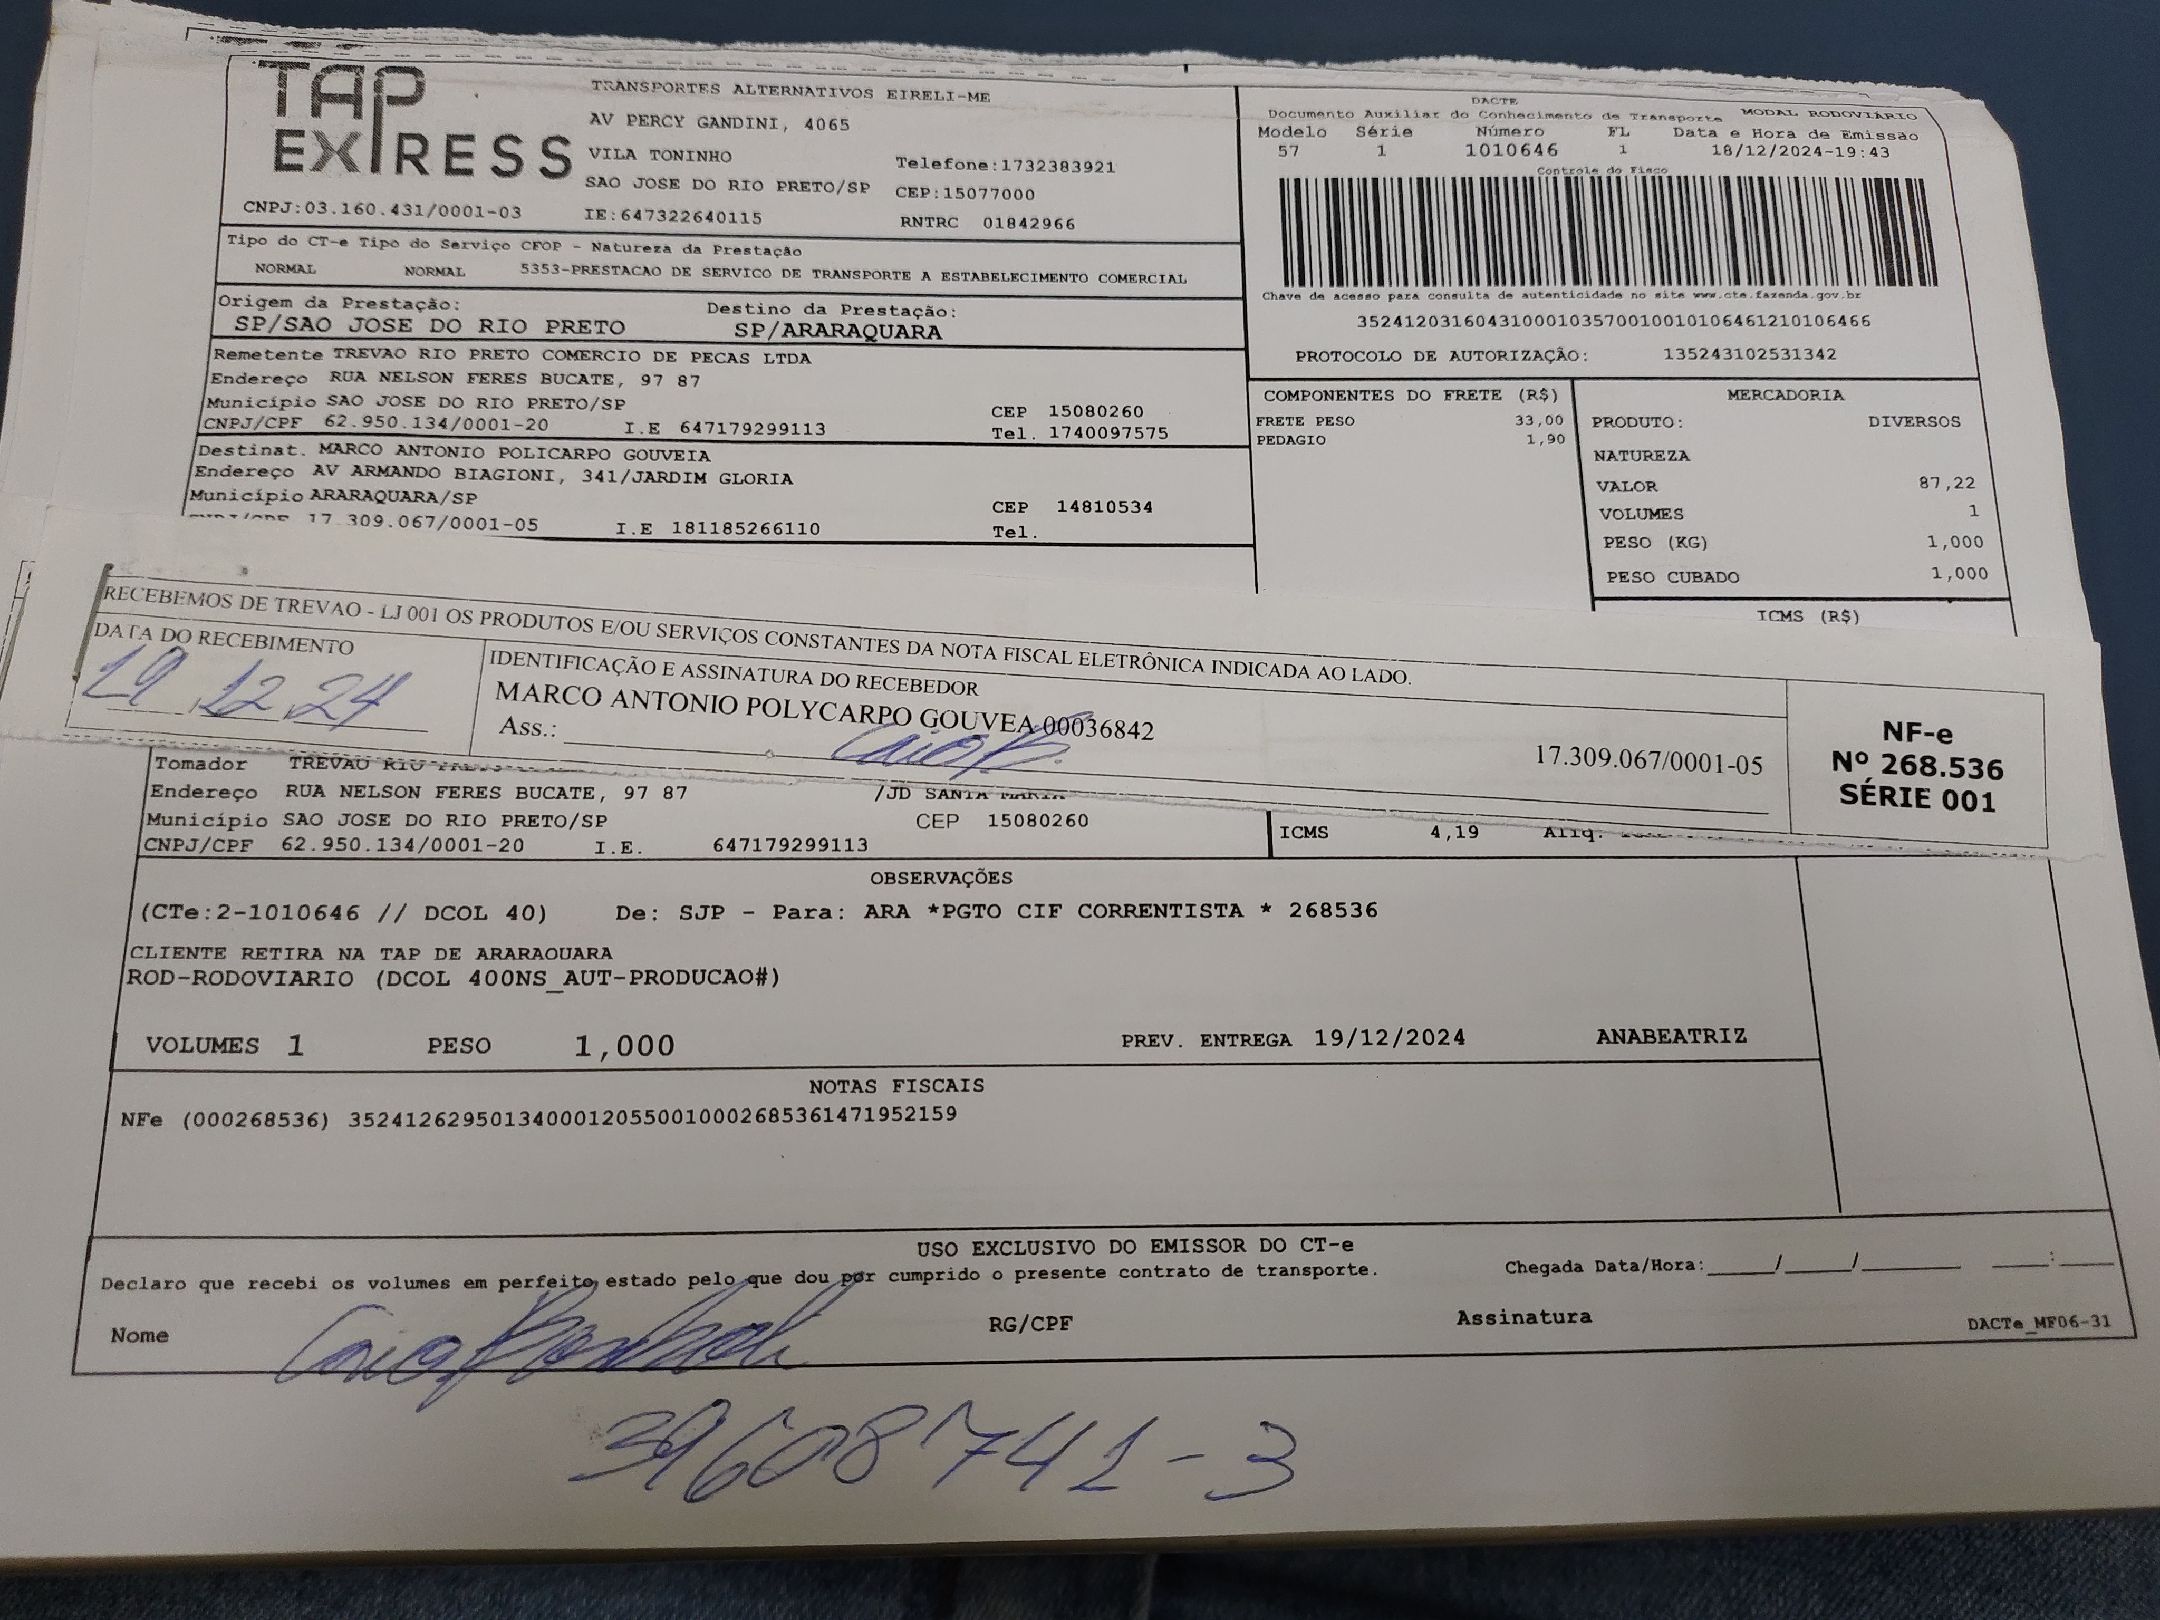 TAP EXPRESS
TRANSPORTES ALTERNATIVOS EIRELI-ME
AV PERCY GANDINI, 4065
VILA TONINHO Telefone:1732383921
SAO JOSE DO RIO PRETO/SP CEP:15077000
CNPJ:03.160.431/0001-03 IE:647322640115 RNTRC 01842966
Tipo do CT-e Tipo do Serviço CFOP - Natureza da Prestação
NORMAL NORMAL 5353-PRESTACAO DE SERVICO DE TRANSPORTE A ESTABELECIMENTO COMERCIAL
Origem da Prestação: Destino da Prestação:
SP/SAO JOSE DO RIO PRETO SP/ARARAQUARA
Remetente TREVAO RIO PRETO COMERCIO DE PECAS LTDA
Endereço RUA NELSON FERES BUCATE, 97 87
Município SAO JOSE DO RIO PRETO/SP CEP 15080260
CNPJ/CPF 62.950.134/0001-20 I.E 647179299113 Tel. 1740097575
Destinat. MARCO ANTONIO POLICARPO GOUVEIA
Endereço AV ARMANDO BIAGIONI, 341/JARDIM GLORIA
Município ARARAQUARA/SP CEP 14810534
CNPJ/CPF 17.309.067/0001-05 I.E 181185266110 Tel.
DACTE
Documento Auxiliar do Conhecimento de Transporte MODAL RODOVIÁRIO
Modelo Série Número FL Data e Hora de Emissão
57 1 1010646 1 18/12/2024-19:43
Controle do Fisco
Chave de acesso para consulta de autenticidade no site www.cte.fazenda.gov.br
35241203160431000103570010010106461210106466
PROTOCOLO DE AUTORIZAÇÃO: 135243102531342
COMPONENTES DO FRETE (R$)
FRETE PESO 33,00
PEDAGIO 1,90
MERCADORIA
PRODUTO: DIVERSOS
NATUREZA
VALOR 87,22
VOLUMES 1
PESO (KG) 1,000
PESO CUBADO 1,000
ICMS (R$)
RECEBEMOS DE TREVAO - LJ 001 OS PRODUTOS E/OU SERVIÇOS CONSTANTES DA NOTA FISCAL ELETRÔNICA INDICADA AO LADO.
DATA DO RECEBIMENTO
19.12.24
IDENTIFICAÇÃO E ASSINATURA DO RECEBEDOR
MARCO ANTONIO POLYCARPO GOUVEA 00036842
Ass.:
17.309.067/0001-05
NF-e
Nº 268.536
SÉRIE 001
Tomador TREVAO RIO
Endereço RUA NELSON FERES BUCATE, 97 87 /JD SANTA MARIA
Município SAO JOSE DO RIO PRETO/SP CEP 15080260
CNPJ/CPF 62.950.134/0001-20 I.E. 647179299113
ICMS 4,19 Aliq.
OBSERVAÇÕES
(CTe:2-1010646 // DCOL 40) De: SJP - Para: ARA *PGTO CIF CORRENTISTA * 268536
CLIENTE RETIRA NA TAP DE ARARAQUARA
ROD-RODOVIARIO (DCOL 400NS_AUT-PRODUCAO#)
VOLUMES 1 PESO 1,000 PREV. ENTREGA 19/12/2024 ANABEATRIZ
NOTAS FISCAIS
NFe (000268536) 35241262950134000120550010002685361471952159
USO EXCLUSIVO DO EMISSOR DO CT-e
Declaro que recebi os volumes em perfeito estado pelo que dou por cumprido o presente contrato de transporte. Chegada Data/Hora:_____/_____/_______ ____:____
Nome RG/CPF Assinatura DACTe_MF06-31
39608741-3